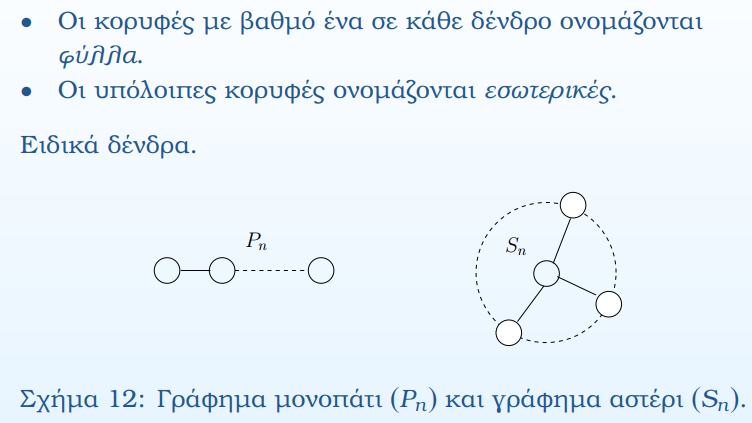 • Οι κορυφές με βαθμό ένα σε κάθε δένδρο ονομάζονται
φύλλα.
• Οι υπόλοιπες κορυφές ονομάζονται εσωτερικές.
Ειδικά δένδρα.
Pₙ
Sₙ
Σχήμα 12: Γράφημα μονοπάτι (Pₙ) και γράφημα αστέρι (Sₙ).